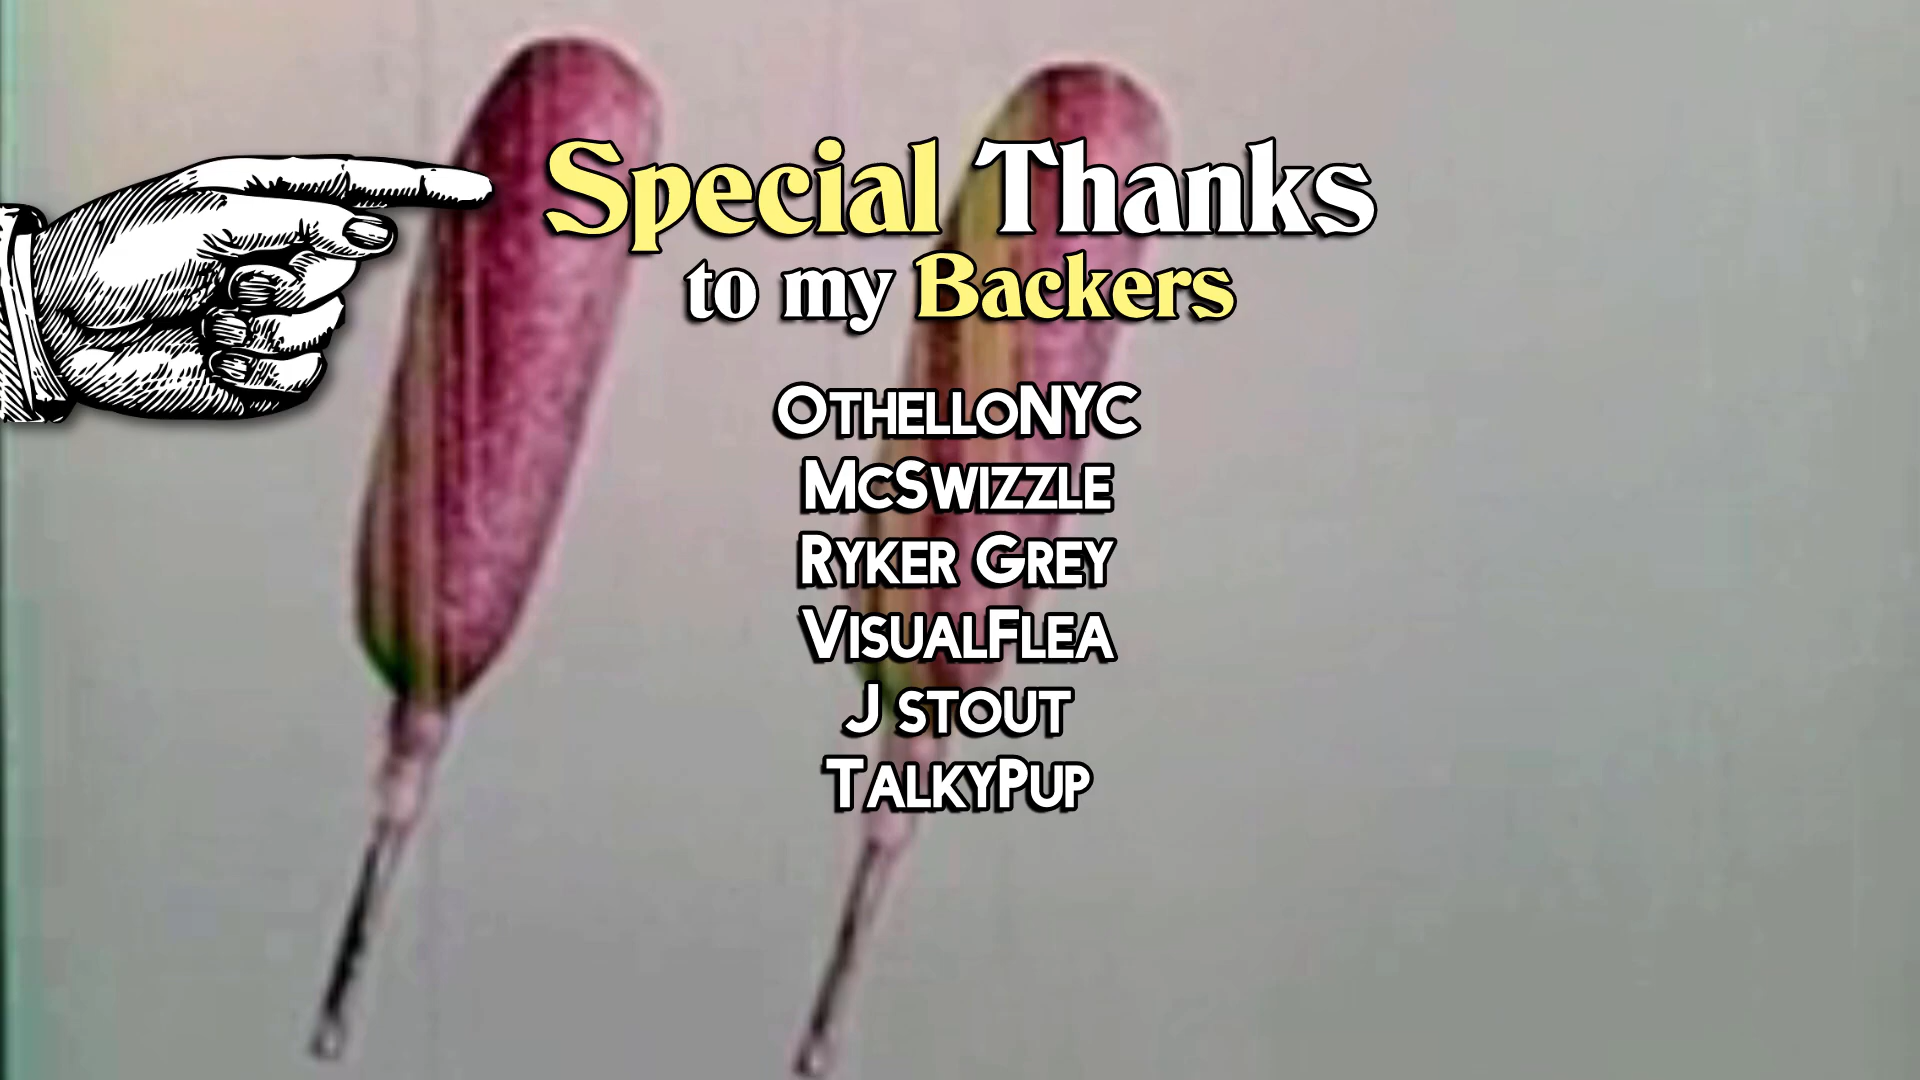 Special Thanks
to my Backers
OthelloNYC
McSwizzle
Ryker Grey
VisualFlea
J stout
TalkyPup